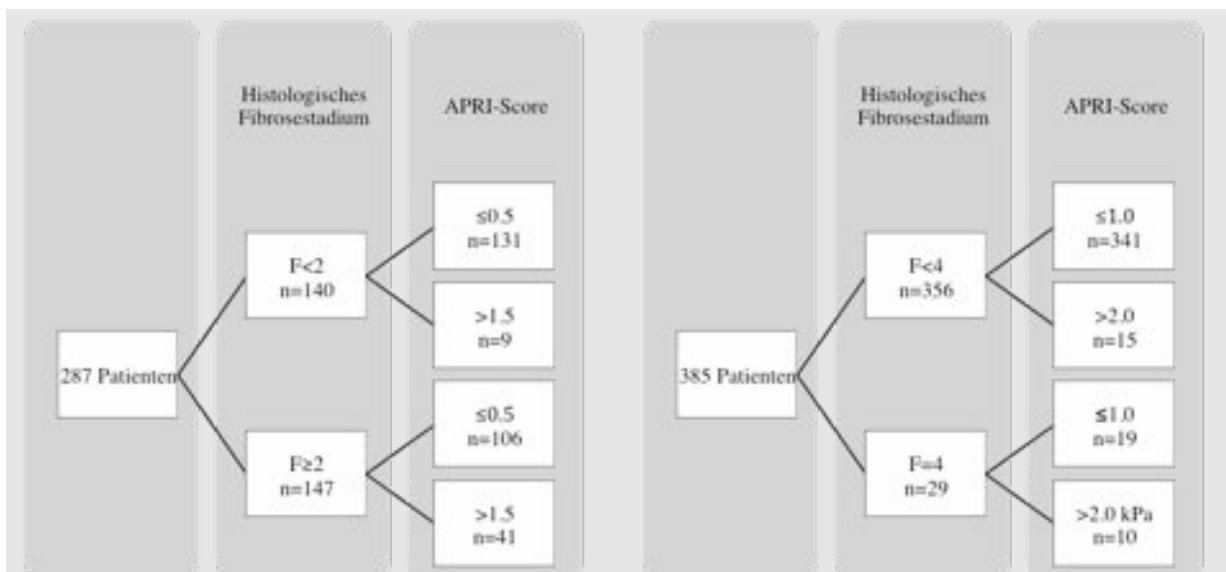 Histologisches
Fibrosestadium
APRI-Score
≤0.5
n=131
F<2
n=140
>1.5
n=9
287 Patienten
≤0.5
n=106
F≥2
n=147
>1.5
n=41
Histologisches
Fibrosestadium
APRI-Score
≤1.0
n=341
F<4
n=356
>2.0
n=15
385 Patienten
≤1.0
n=19
F=4
n=29
>2.0 kPa
n=10